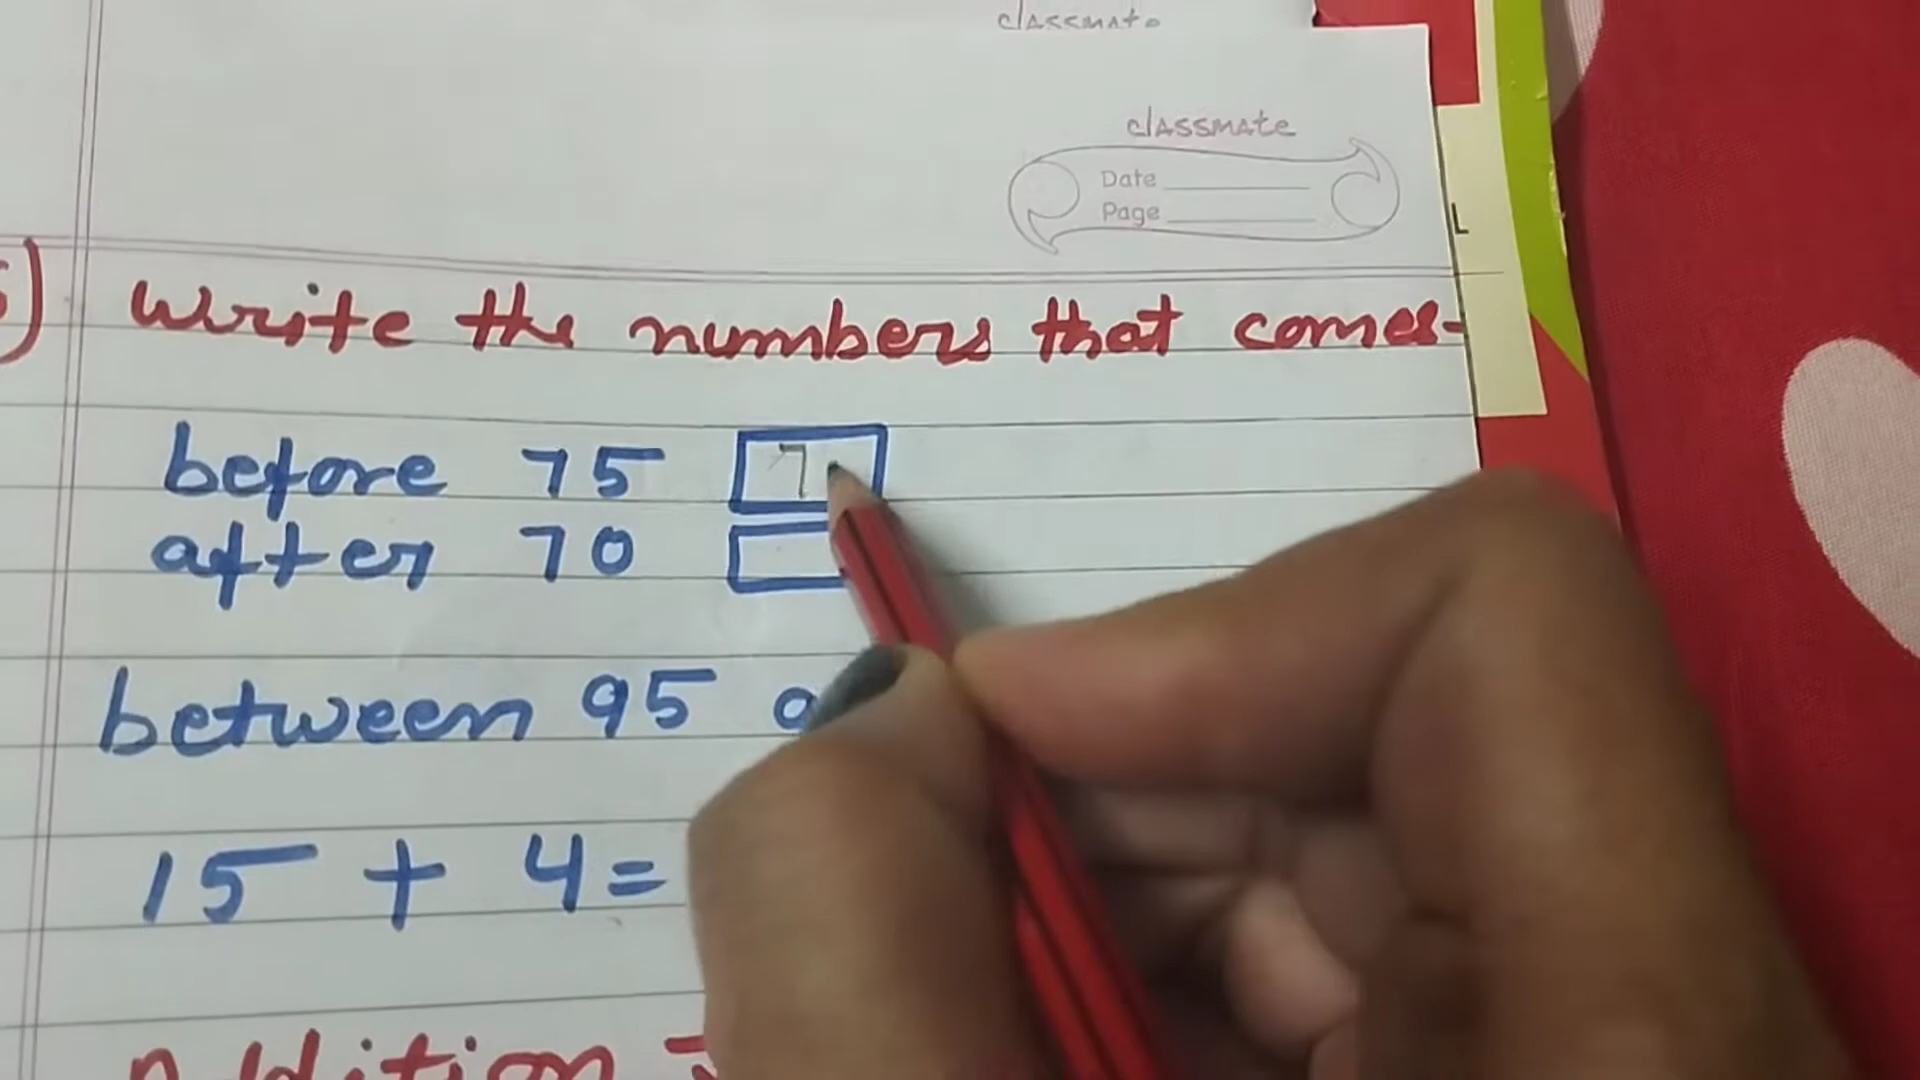 classmate
classmate
Date
Page
L
) Write the numbers that comes-
before 75 7
after 70
between 95
15 + 4 =